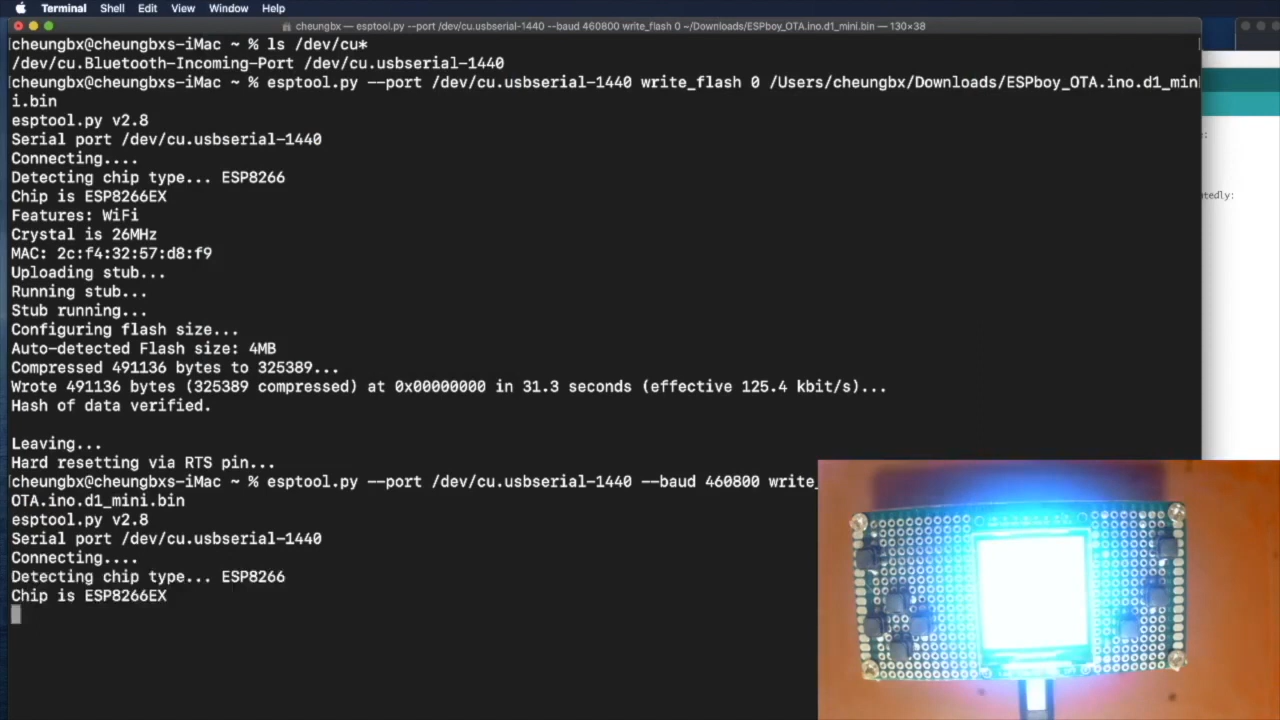 Terminal Shell Edit View Window Help
cheungbx — esptool.py --port /dev/cu.usbserial-1440 --baud 460800 write_flash 0 ~/Downloads/ESPboy_OTA.ino.d1_mini.bin — 130×38
[cheungbx@cheungbxs-iMac ~ % ls /dev/cu*
/dev/cu.Bluetooth-Incoming-Port /dev/cu.usbserial-1440
[cheungbx@cheungbxs-iMac ~ % esptool.py --port /dev/cu.usbserial-1440 write_flash 0 /Users/cheungbx/Downloads/ESPboy_OTA.ino.d1_min
i.bin
esptool.py v2.8
Serial port /dev/cu.usbserial-1440
Connecting....
Detecting chip type... ESP8266
Chip is ESP8266EX
Features: WiFi
Crystal is 26MHz
MAC: 2c:f4:32:57:d8:f9
Uploading stub...
Running stub...
Stub running...
Configuring flash size...
Auto-detected Flash size: 4MB
Compressed 491136 bytes to 325389...
Wrote 491136 bytes (325389 compressed) at 0x00000000 in 31.3 seconds (effective 125.4 kbit/s)...
Hash of data verified.
Leaving...
Hard resetting via RTS pin...
[cheungbx@cheungbxs-iMac ~ % esptool.py --port /dev/cu.usbserial-1440 --baud 460800 write_
OTA.ino.d1_mini.bin
esptool.py v2.8
Serial port /dev/cu.usbserial-1440
Connecting....
Detecting chip type... ESP8266
Chip is ESP8266EX
tedly: